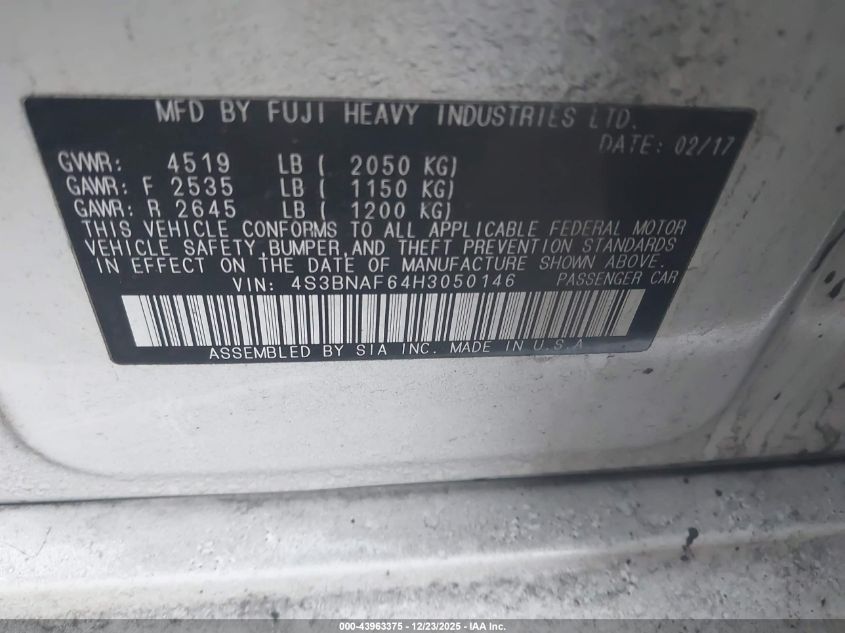 MFD BY FUJI HEAVY INDUSTRIES LTD.
DATE: 02/17
GVWR: 4519 LB ( 2050 KG)
GAWR: F 2535 LB ( 1150 KG)
GAWR: R 2645 LB ( 1200 KG)
THIS VEHICLE CONFORMS TO ALL APPLICABLE FEDERAL MOTOR
VEHICLE SAFETY, BUMPER, AND THEFT PREVENTION STANDARDS
IN EFFECT ON THE DATE OF MANUFACTURE SHOWN ABOVE.
VIN: 4S3BNAF64H3050146 PASSENGER CAR
ASSEMBLED BY SIA INC. MADE IN U.S.A
000-43963375 - 12/23/2025 - IAA Inc.